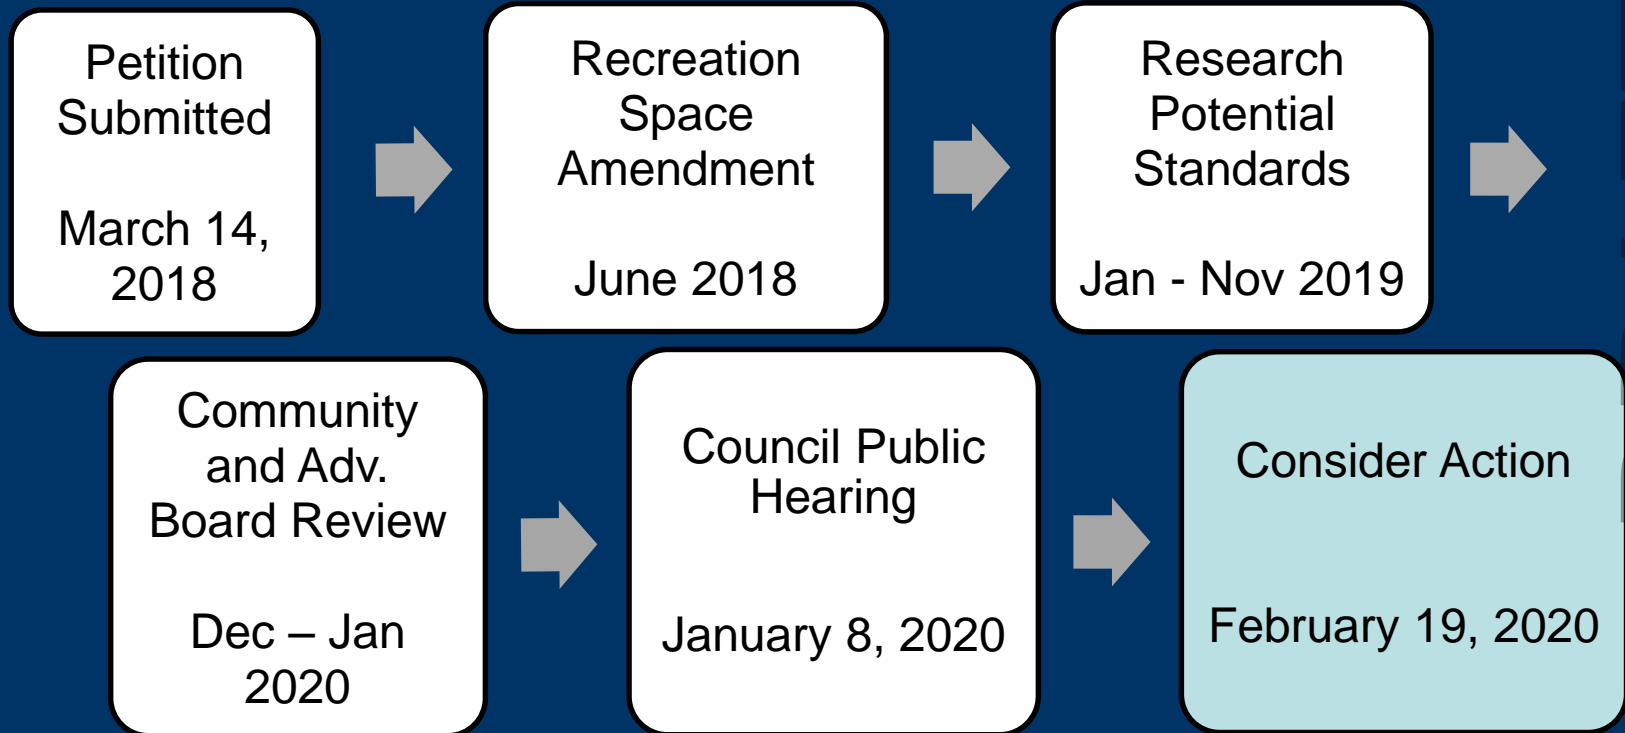 Petition
Submitted
March 14,
2018
Recreation
Space
Amendment
June 2018
Research
Potential
Standards
Jan - Nov 2019
Community
and Adv.
Board Review
Dec – Jan
2020
Council Public
Hearing
January 8, 2020
Consider Action
February 19, 2020